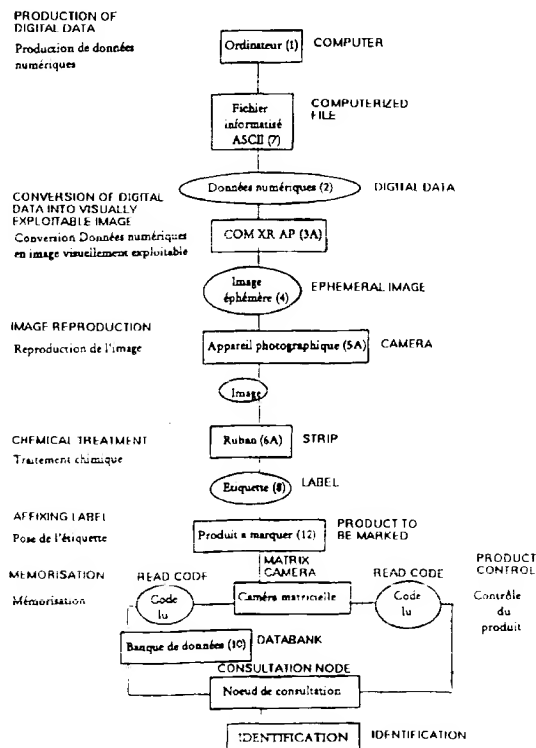 PRODUCTION OF
DIGITAL DATA
Production de données
numériques
Ordinateur (1)
COMPUTER
Fichier
informatisé
ASCII (7)
COMPUTERIZED
FILE
Données numériques (2)
DIGITAL DATA
CONVERSION OF DIGITAL
DATA INTO VISUALLY
EXPLOITABLE IMAGE
Conversion Données numériques
en image visuellement exploitable
COM XR AP (3A)
Image
éphémère (4)
EPHEMERAL IMAGE
IMAGE REPRODUCTION
Reproduction de l'image
Appareil photographique (5A)
CAMERA
Image
CHEMICAL TREATMENT
Traitement chimique
Ruban (6A)
STRIP
Etiquette (8)
LABEL
AFFIXING LABEL
Pose de l'étiquette
Produit a marquer (12)
PRODUCT TO
BE MARKED
MATRIX
CAMERA
MEMORISATION
Mémorisation
READ CODE
Code
lu
Caméra matricielle
READ CODE
Code
lu
PRODUCT
CONTROL
Contrôle
du
produit
Banque de données (10)
DATABANK
CONSULTATION NODE
Noeud de consultation
IDENTIFICATION
IDENTIFICATION